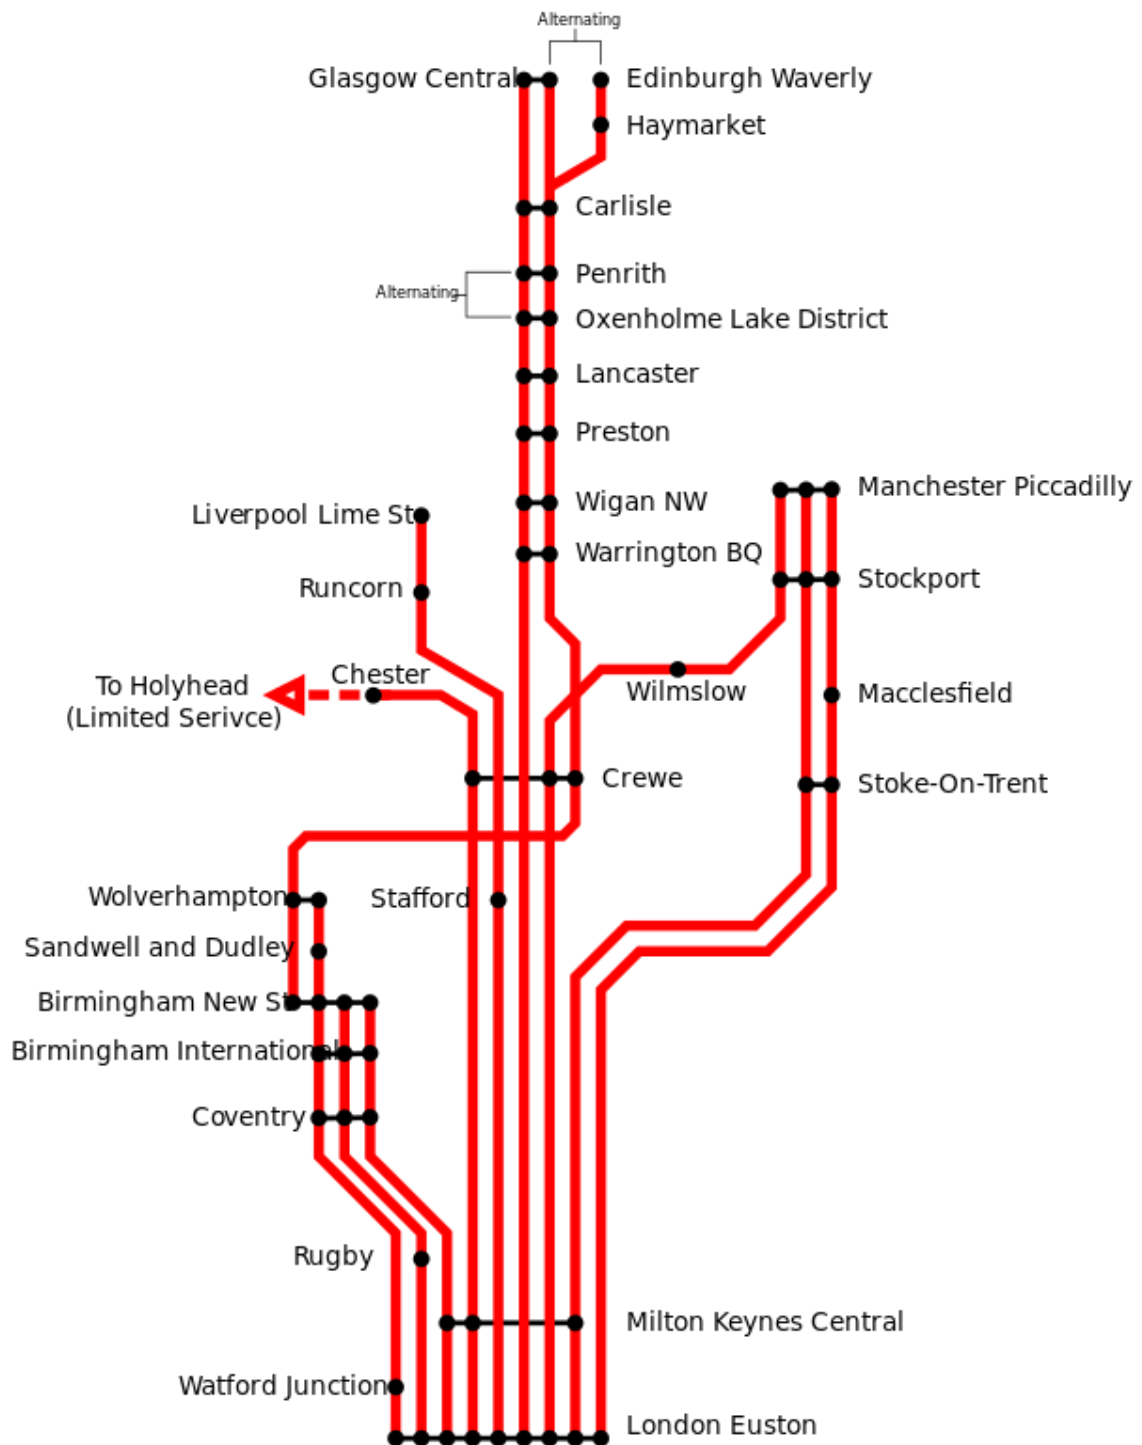 Alternating
Glasgow Central
Edinburgh Waverly
Haymarket
Carlisle
Penrith
Alternating
Oxenholme Lake District
Lancaster
Preston
Manchester Piccadilly
Wigan NW
Liverpool Lime St
Warrington BQ
Stockport
Runcorn
Chester
To Holyhead
(Limited Serivce)
Wilmslow
Macclesfield
Crewe
Stoke-On-Trent
Wolverhampton
Stafford
Sandwell and Dudley
Birmingham New St
Birmingham International
Coventry
Rugby
Milton Keynes Central
Watford Junction
London Euston